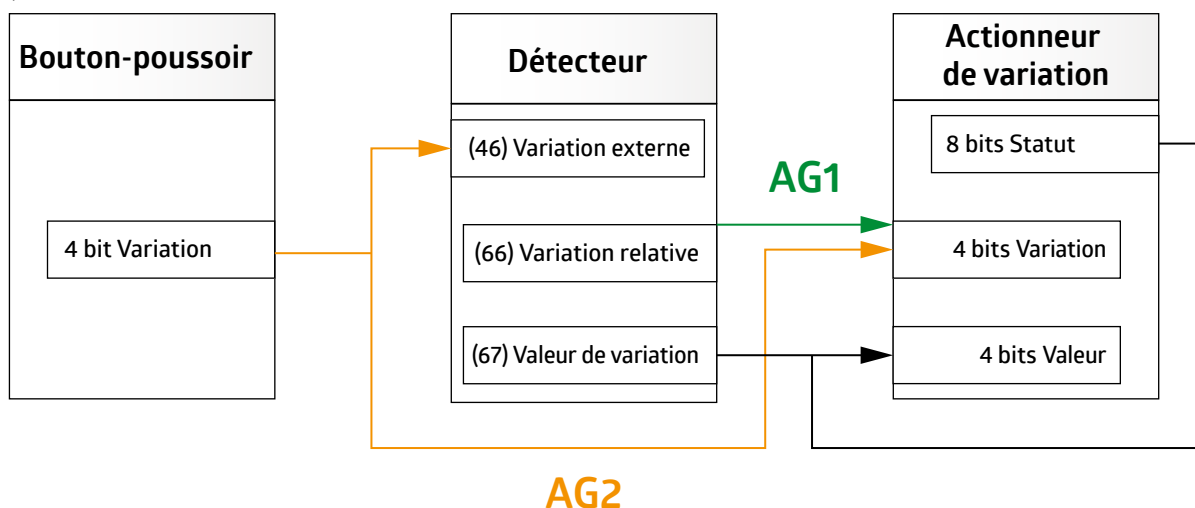 Bouton-poussoir
4 bit Variation
Détecteur
(46) Variation externe
(66) Variation relative
(67) Valeur de variation
AG1
AG2
Actionneur
de variation
8 bits Statut
4 bits Variation
4 bits Valeur